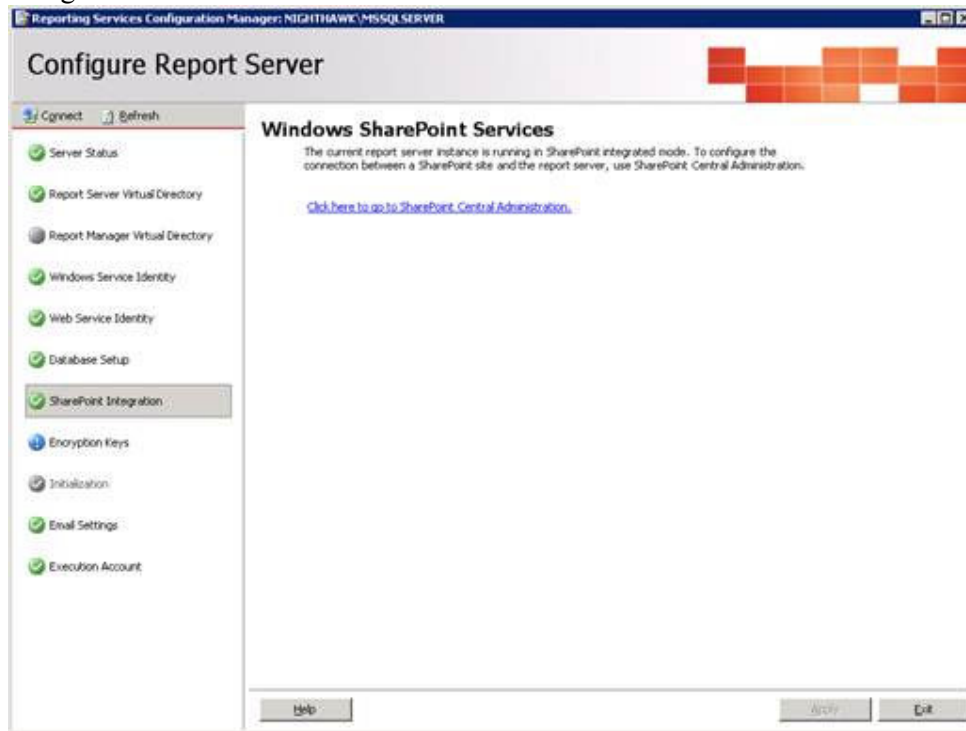 Reporting Services Configuration Manager: NIGHTHAWK\MSSQLSERVER
Configure Report Server
Connect Refresh
Server Status
Report Server Virtual Directory
Report Manager Virtual Directory
Windows Service Identity
Web Service Identity
Database Setup
SharePoint Integration
Encryption Keys
Initialization
Email Settings
Execution Account
Windows SharePoint Services
The current report server instance is running in SharePoint integrated mode. To configure the
connection between a SharePoint site and the report server, use SharePoint Central Administration.
Click here to go to SharePoint Central Administration.
Help Apply Exit